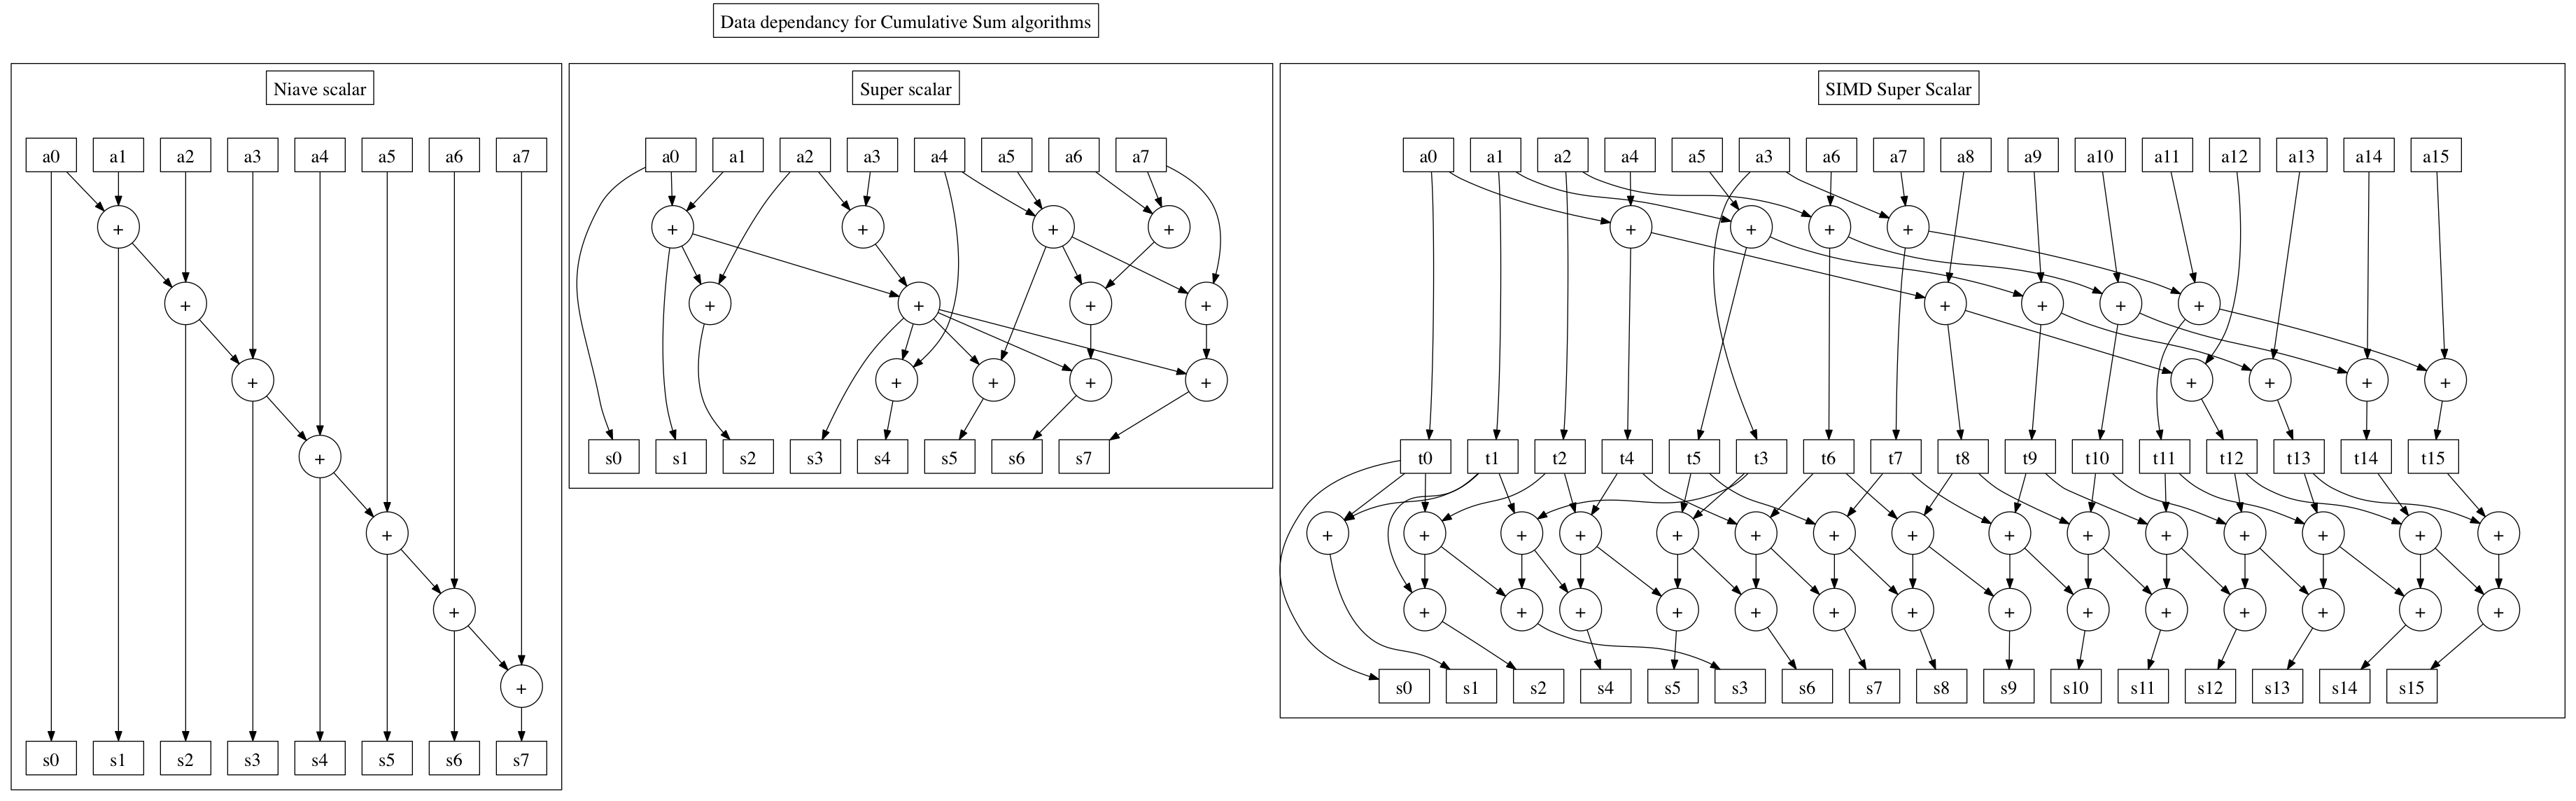 Data dependancy for Cumulative Sum algorithms
Niave scalar
a0 a1 a2 a3 a4 a5 a6 a7
+
+
+
+
+
+
+
s0 s1 s2 s3 s4 s5 s6 s7
Super scalar
a0 a1 a2 a3 a4 a5 a6 a7
+ + + +
+ + + +
+ + + +
s0 s1 s2 s3 s4 s5 s6 s7
SIMD Super Scalar
a0 a1 a2 a4 a5 a3 a6 a7 a8 a9 a10 a11 a12 a13 a14 a15
+ + + +
+ + + +
+ + + +
t0 t1 t2 t4 t5 t3 t6 t7 t8 t9 t10 t11 t12 t13 t14 t15
+ + + + + + + + + + + + + + +
+ + + + + + + + + + + + + +
s0 s1 s2 s4 s5 s3 s6 s7 s8 s9 s10 s11 s12 s13 s14 s15